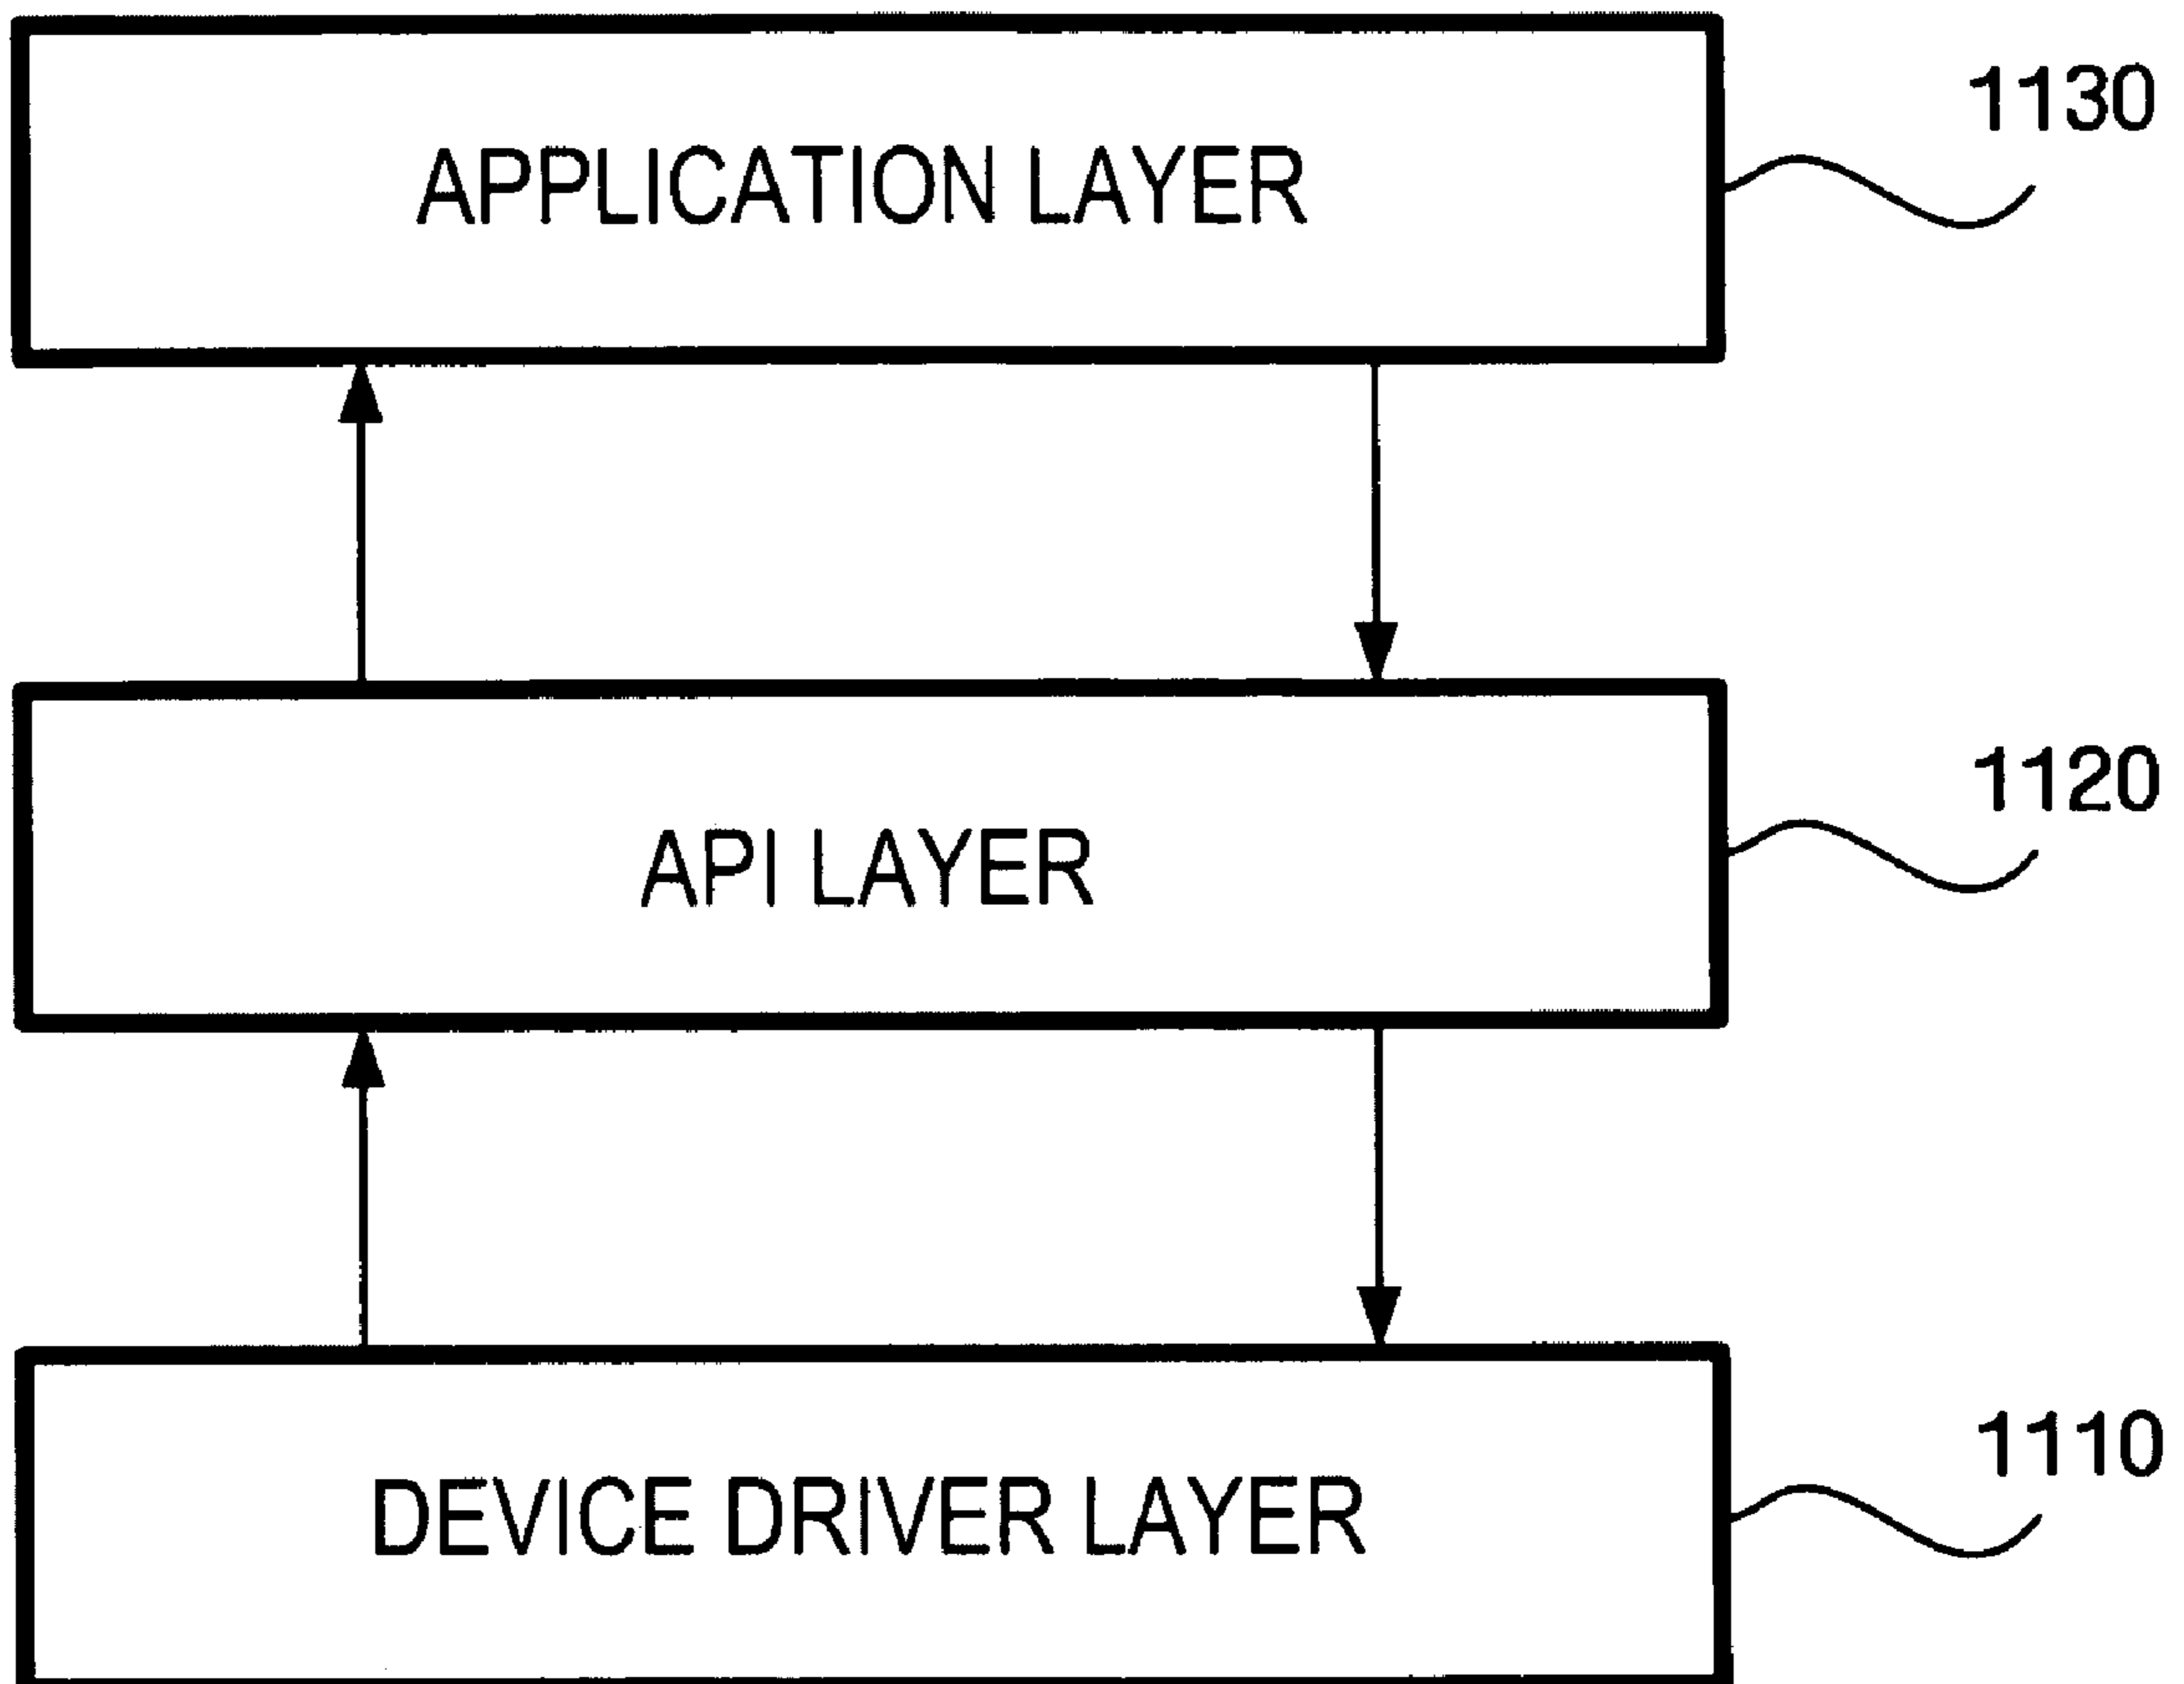 1130
APPLICATION LAYER
1120
API LAYER
1110
DEVICE DRIVER LAYER